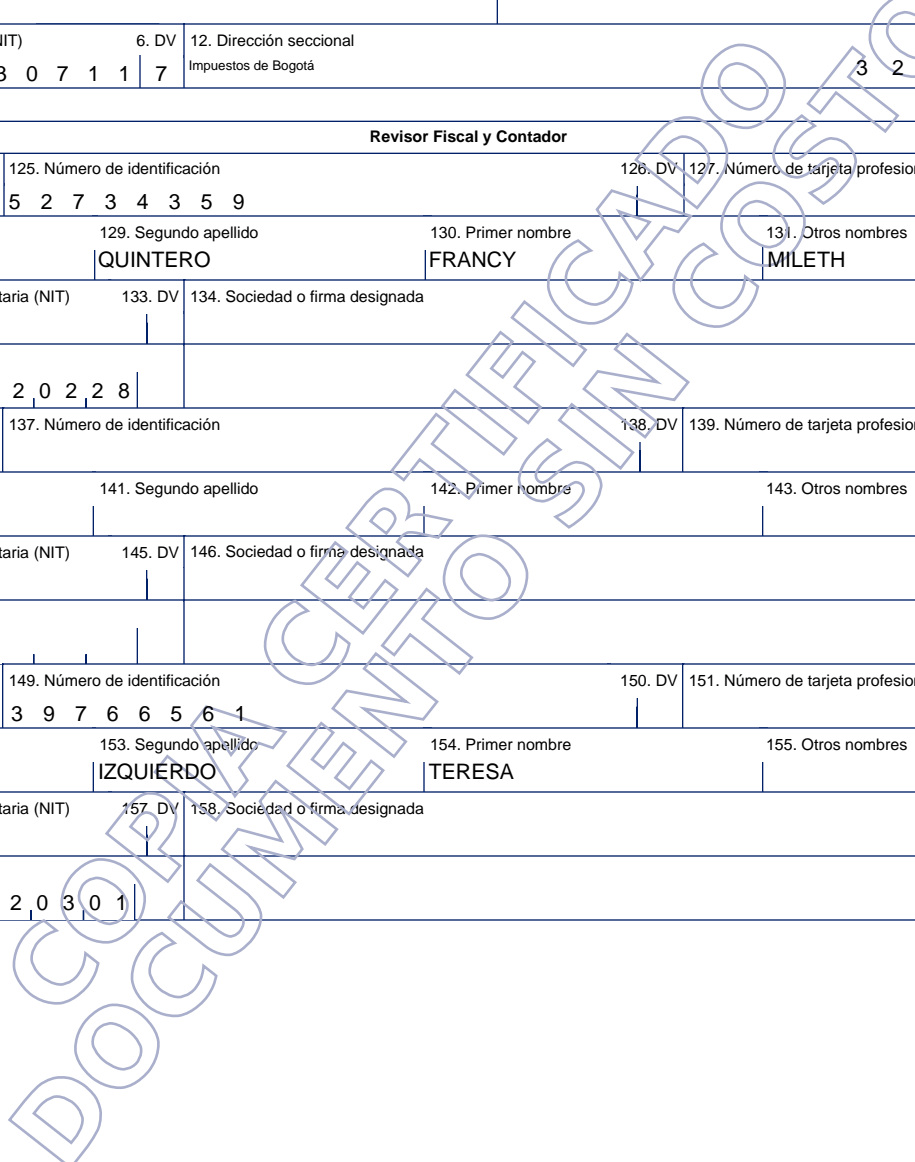 NIT) 6. DV 12. Dirección seccional
3 0 7 1 1 7 Impuestos de Bogotá 3 2
Revisor Fiscal y Contador
125. Número de identificación 126. DV 127. Número de tarjeta profesion
5 2 7 3 4 3 5 9
129. Segundo apellido 130. Primer nombre 131. Otros nombres
QUINTERO FRANCY MILETH
taria (NIT) 133. DV 134. Sociedad o firma designada
2 0 2 2 8
137. Número de identificación 138. DV 139. Número de tarjeta profesion
141. Segundo apellido 142. Primer nombre 143. Otros nombres
taria (NIT) 145. DV 146. Sociedad o firma designada
149. Número de identificación 150. DV 151. Número de tarjeta profesion
3 9 7 6 6 5 6 1
153. Segundo apellido 154. Primer nombre 155. Otros nombres
IZQUIERDO TERESA
taria (NIT) 157. DV 158. Sociedad o firma designada
2 0 3 0 1
COPIA CERTIFICADO
DOCUMENTO SIN COSTO